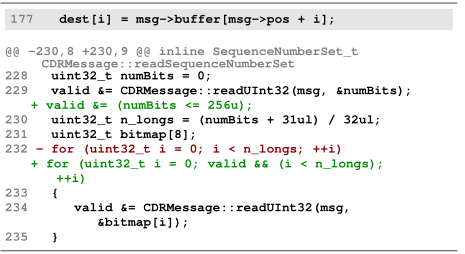 177 dest[i] = msg->buffer[msg->pos + i];
@@ -230,8 +230,9 @@ inline SequenceNumberSet_t
CDRMessage::readSequenceNumberSet
228 uint32_t numBits = 0;
229 valid &= CDRMessage::readUInt32(msg, &numBits);
+ valid &= (numBits <= 256u);
230 uint32_t n_longs = (numBits + 31ul) / 32ul;
231 uint32_t bitmap[8];
232 - for (uint32_t i = 0; i < n_longs; ++i)
+ for (uint32_t i = 0; valid && (i < n_longs);
++i)
233 {
234 valid &= CDRMessage::readUInt32(msg,
&bitmap[i]);
235 }